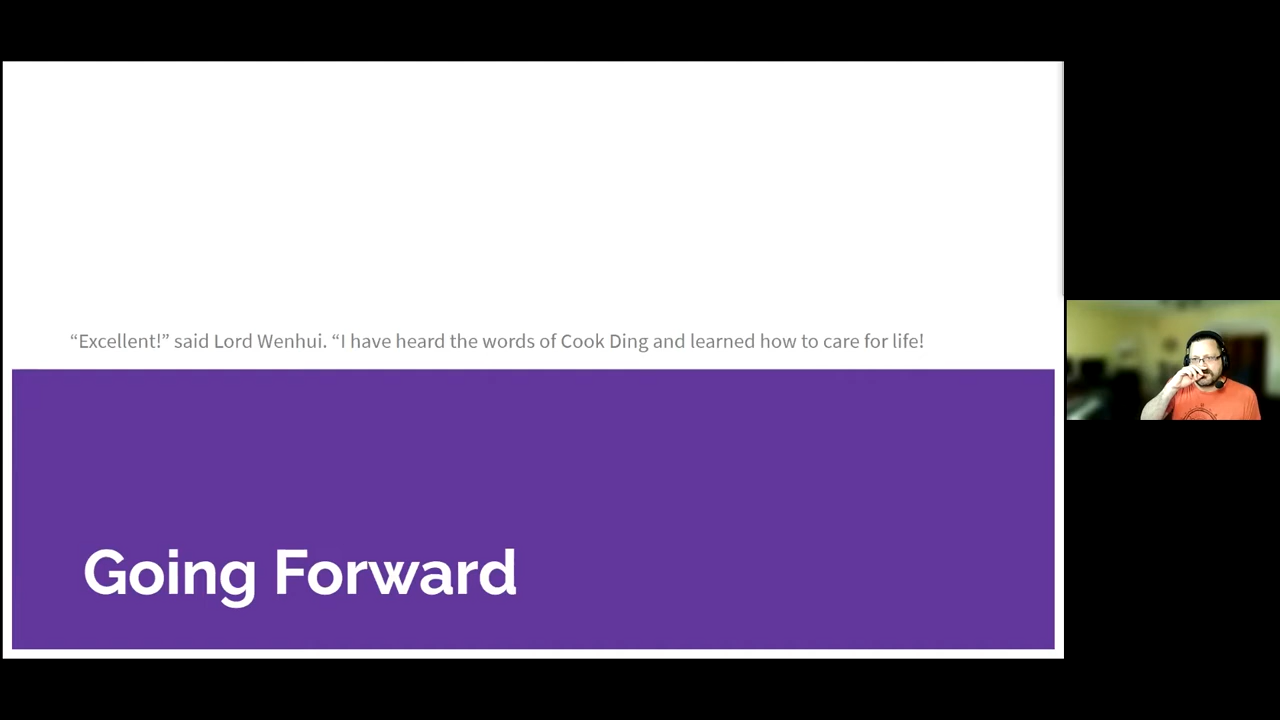 “Excellent!” said Lord Wenhui. “I have heard the words of Cook Ding and learned how to care for life!
Going Forward